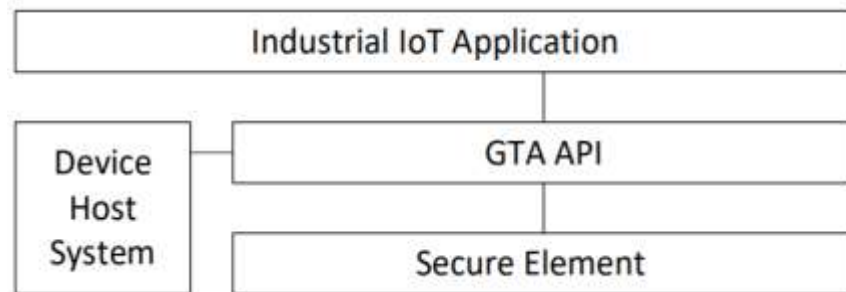 Industrial IoT Application
GTA API
Device
Host
System
Secure Element